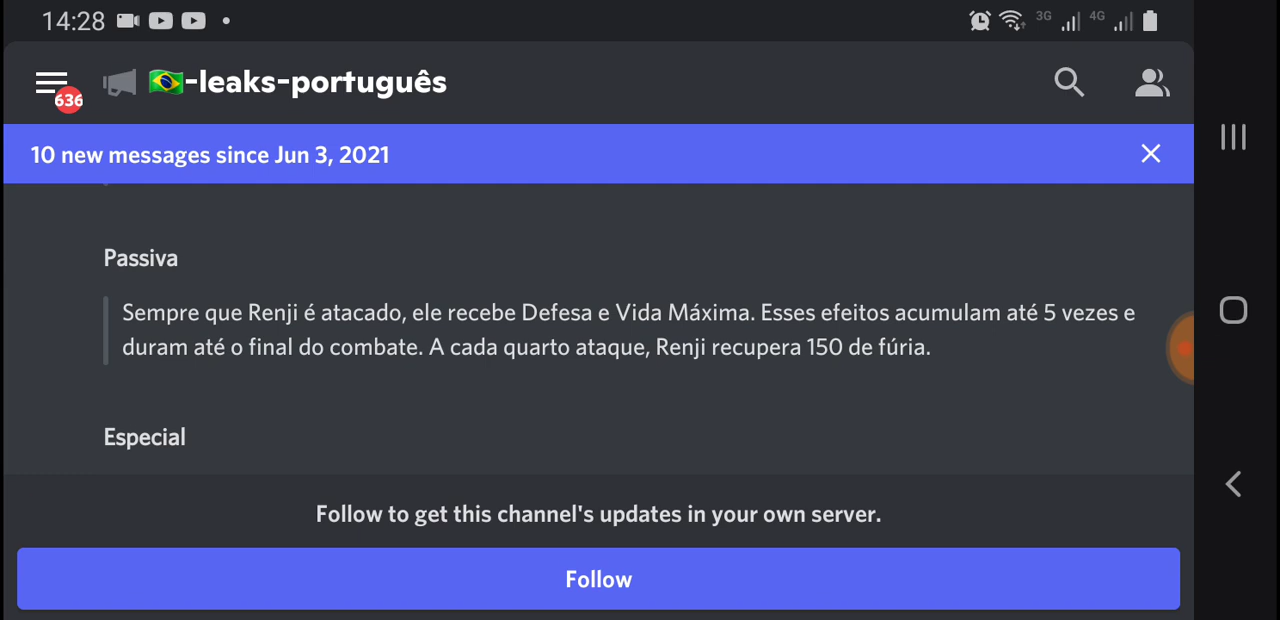 14:28
3G 4G
636
-leaks-português
10 new messages since Jun 3, 2021
Passiva
Sempre que Renji é atacado, ele recebe Defesa e Vida Máxima. Esses efeitos acumulam até 5 vezes e
duram até o final do combate. A cada quarto ataque, Renji recupera 150 de fúria.
Especial
Follow to get this channel's updates in your own server.
Follow